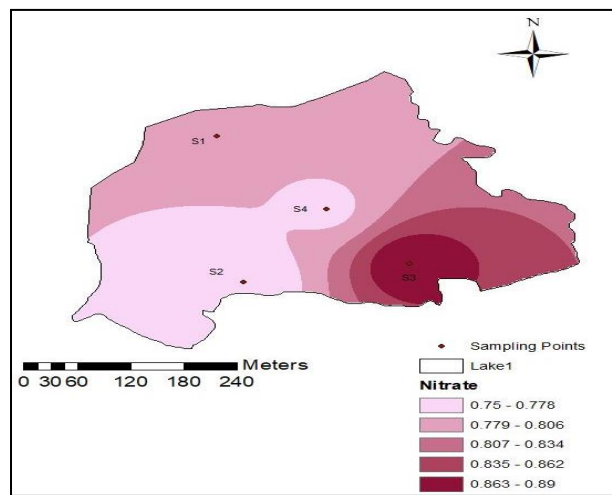 N
S1
S4
S2
S3
Sampling Points
Lake1
Nitrate
0.75 - 0.778
0.779 - 0.806
0.807 - 0.834
0.835 - 0.862
0.863 - 0.89
Meters
0 30 60 120 180 240